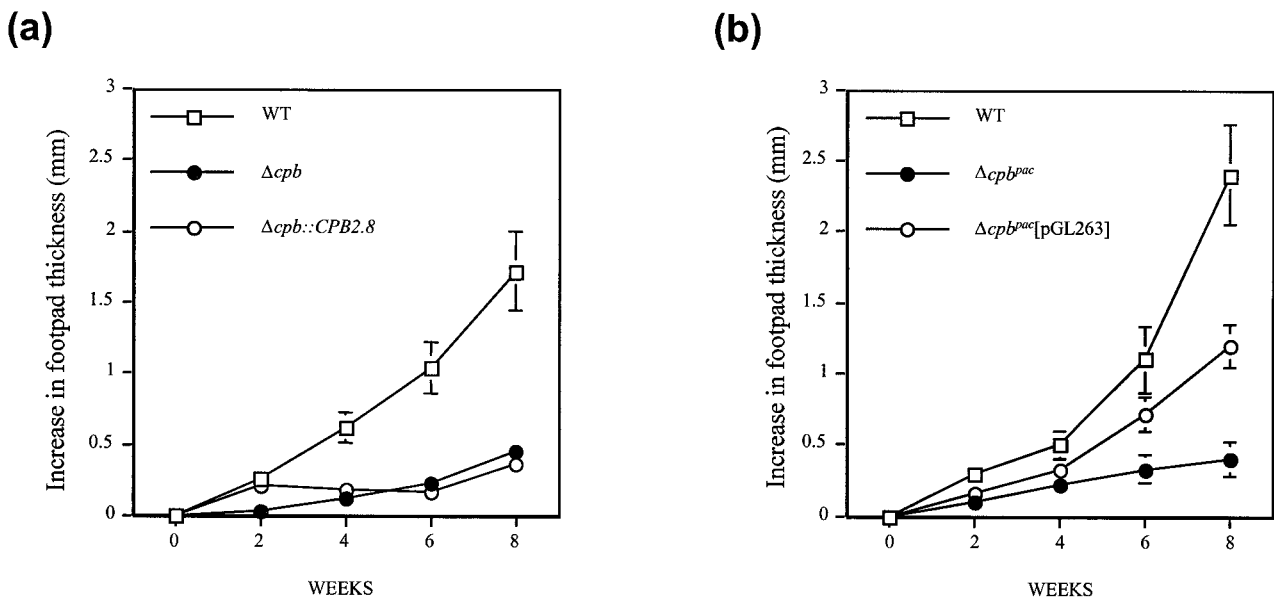 (a)
Increase in footpad thickness (mm)
3
2.5
2
1.5
1
0.5
0
WT
Δcpb
Δcpb::CPB2.8
0 2 4 6 8
WEEKS
(b)
Increase in footpad thickness (mm)
3
2.5
2
1.5
1
0.5
0
WT
Δcpbᵖᵃᶜ
Δcpbᵖᵃᶜ[pGL263]
0 2 4 6 8
WEEKS